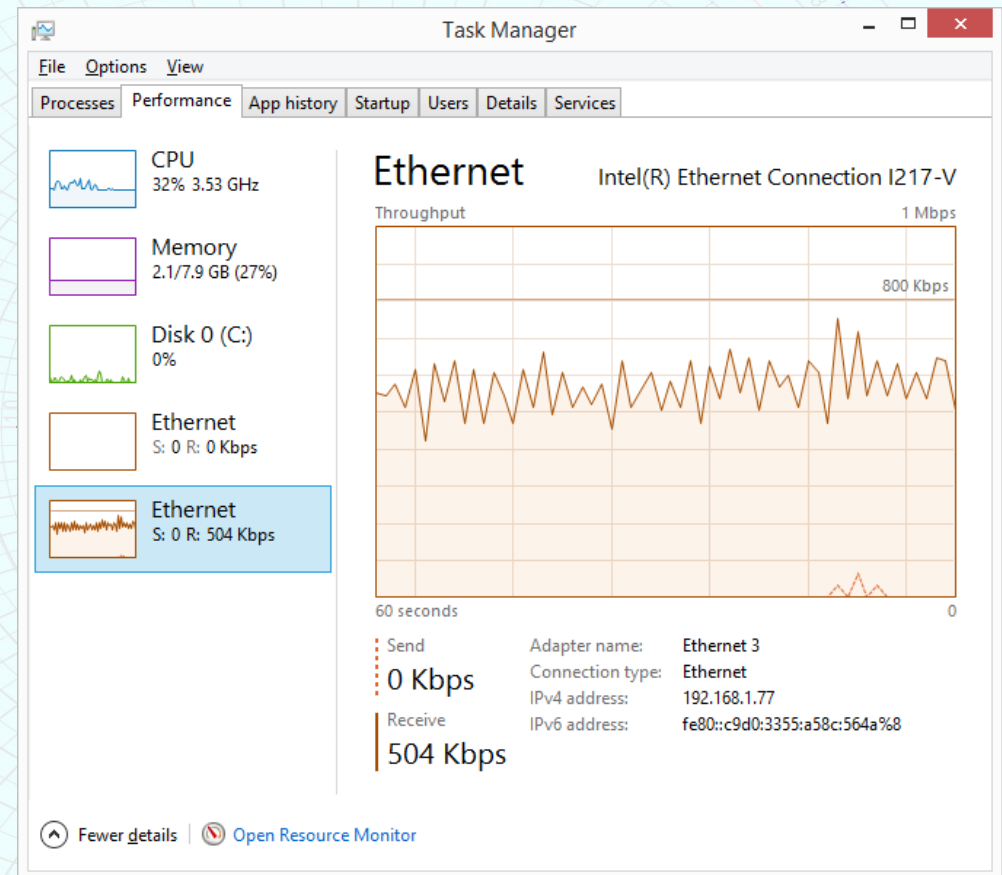 Task Manager
File Options View
Processes Performance App history Startup Users Details Services
CPU
32% 3.53 GHz
Memory
2.1/7.9 GB (27%)
Disk 0 (C:)
0%
Ethernet
S: 0 R: 0 Kbps
Ethernet
S: 0 R: 504 Kbps
Ethernet Intel(R) Ethernet Connection I217-V
Throughput 1 Mbps
800 Kbps
60 seconds 0
Send
0 Kbps
Receive
504 Kbps
Adapter name: Ethernet 3
Connection type: Ethernet
IPv4 address: 192.168.1.77
IPv6 address: fe80::c9d0:3355:a58c:564a%8
Fewer details Open Resource Monitor